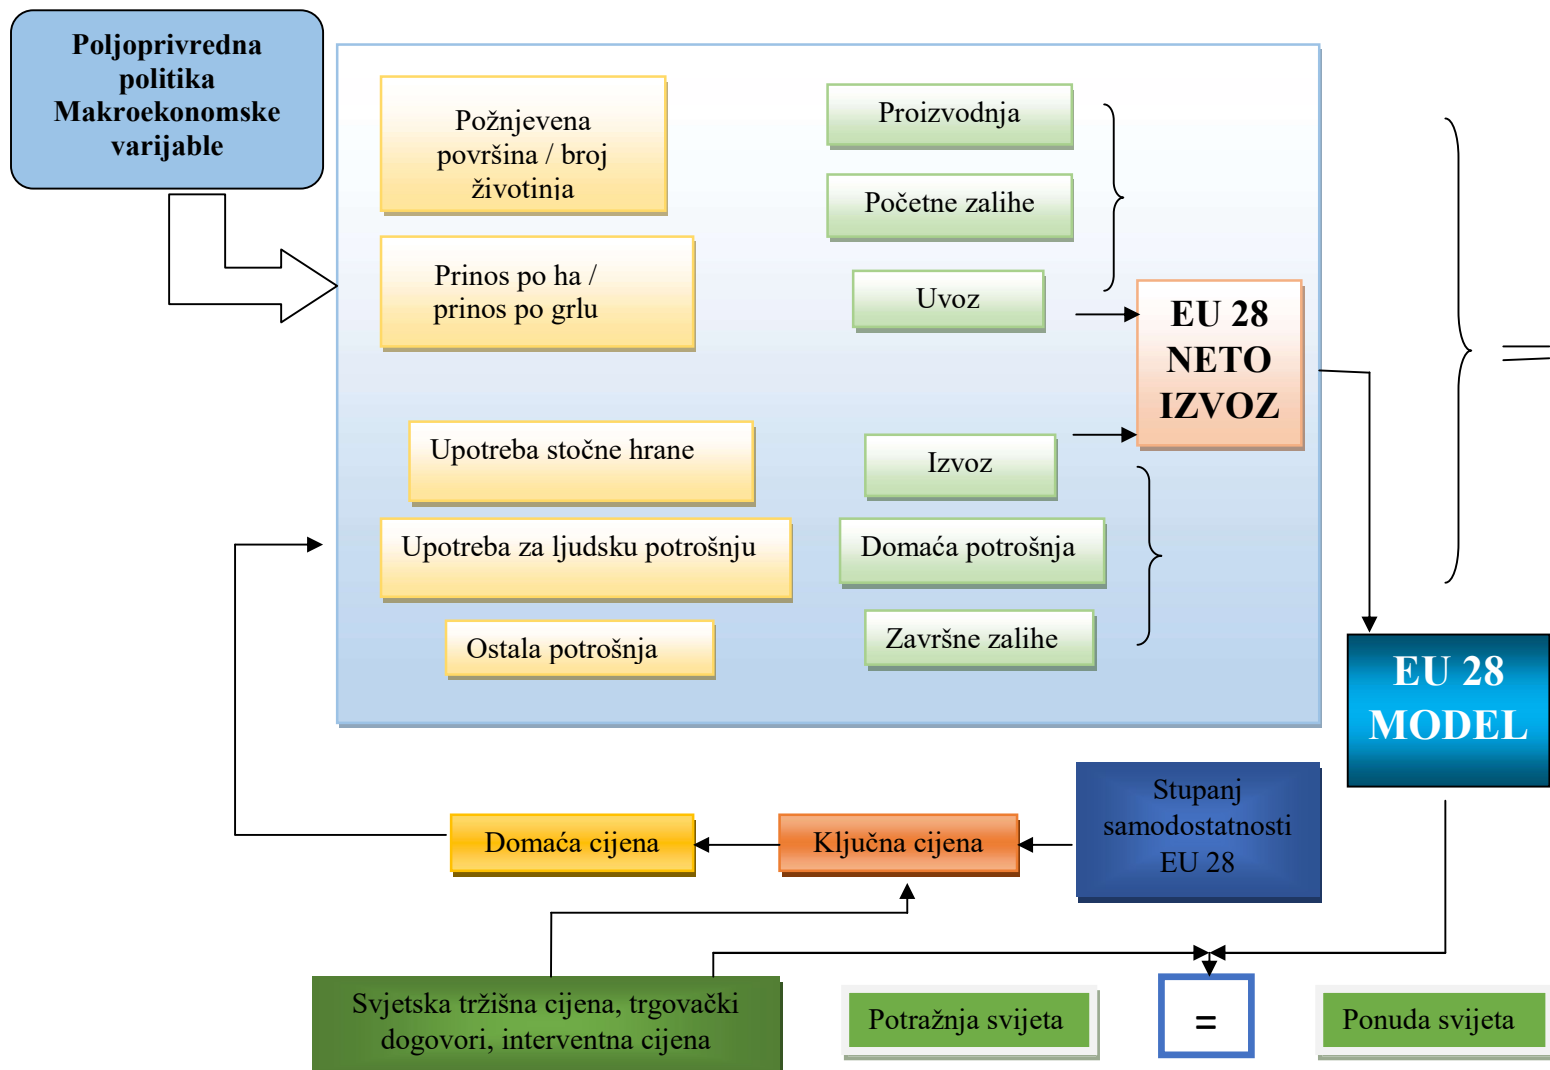 Poljoprivredna
politika
Makroekonomske
varijable
Požnjevena
površina / broj
životinja
Prinos po ha /
prinos po grlu
Upotreba stočne hrane
Upotreba za ljudsku potrošnju
Ostala potrošnja
Proizvodnja
Početne zalihe
Uvoz
Izvoz
Domaća potrošnja
Završne zalihe
EU 28
NETO
IZVOZ
EU 28
MODEL
Stupanj
samodostatnosti
EU 28
Ključna cijena
Domaća cijena
Svjetska tržišna cijena, trgovački
dogovori, interventna cijena
Potražnja svijeta
=
Ponuda svijeta